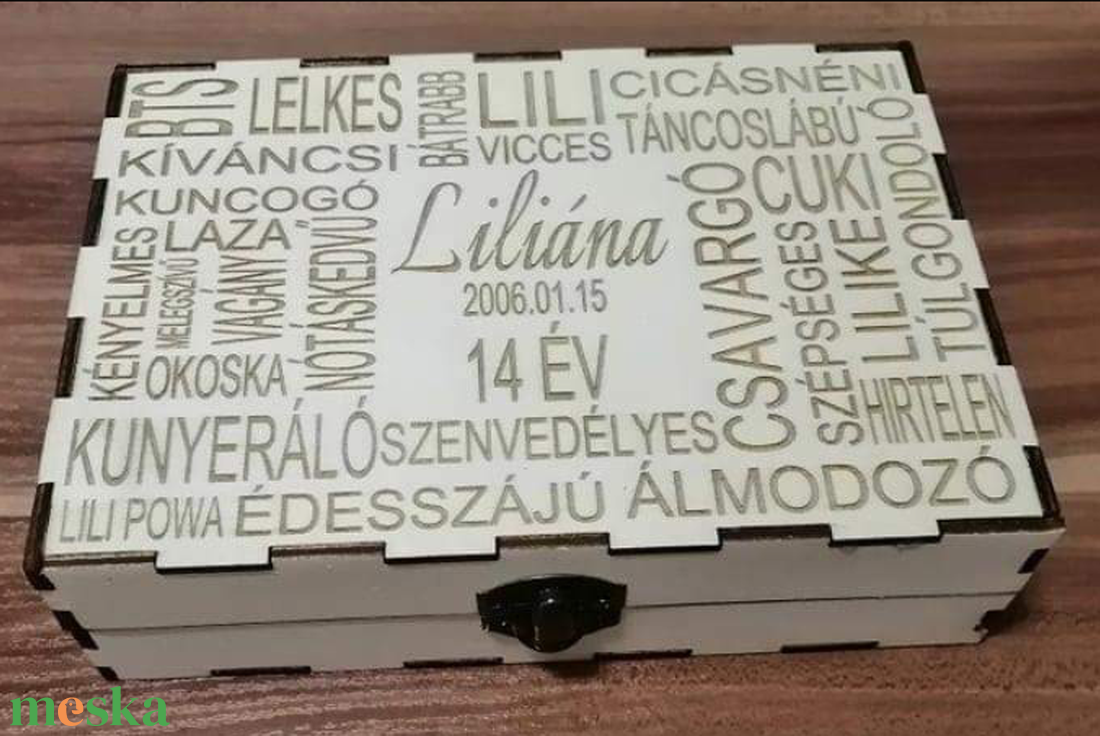 BTS
LELKES
BÁTRABB
LILI
CICÁSNÉNI
KÍVÁNCSI
VICCES
TÁNCOSLÁBÚ
KUNCOGÓ
Liliána
CSAVARGÓ
CUKI
TÚLGONDOLÓ
KÉNYELMES
LAZA
MELEGSZÍVŰ
VAGÁNY
NÓTÁSKEDVŰ
2006.01.15
SZÉPSÉGES
LILIKE
OKOSKA
14 ÉV
HIRTELEN
KUNYERÁLÓ
SZENVEDÉLYES
LILI POWA
ÉDESSZÁJÚ
ÁLMODOZÓ
meska